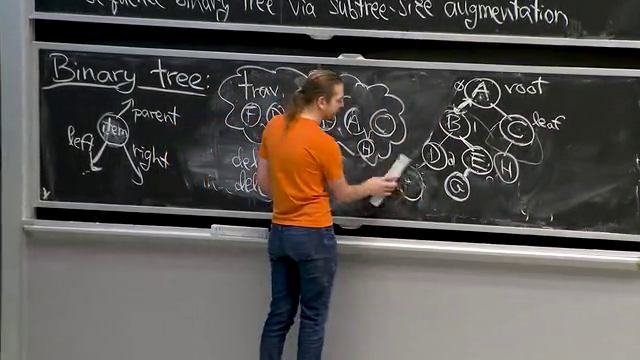 sequence binary tree via subtree-size augmentation
Binary tree:
item
parent
left
right
trav.
F
A
C
H
A
root
B
C
leaf
D
E
H
G